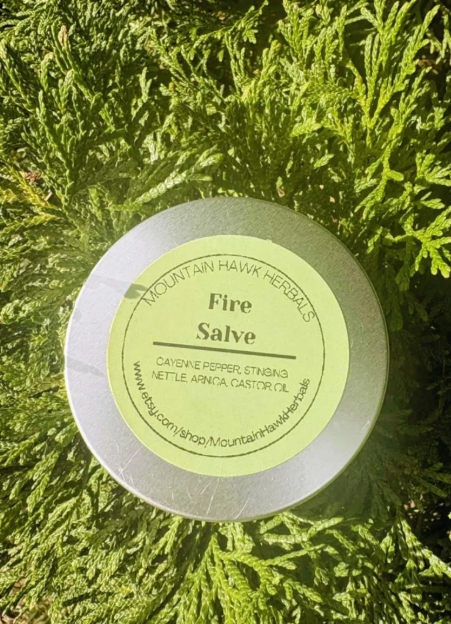 MOUNTAIN HAWK HERBALS
Fire
Salve
CAYENNE PEPPER, STINGING
NETTLE, ARNICA, CASTOR OIL
www.etsy.com/shop/MountainHawkHerbals